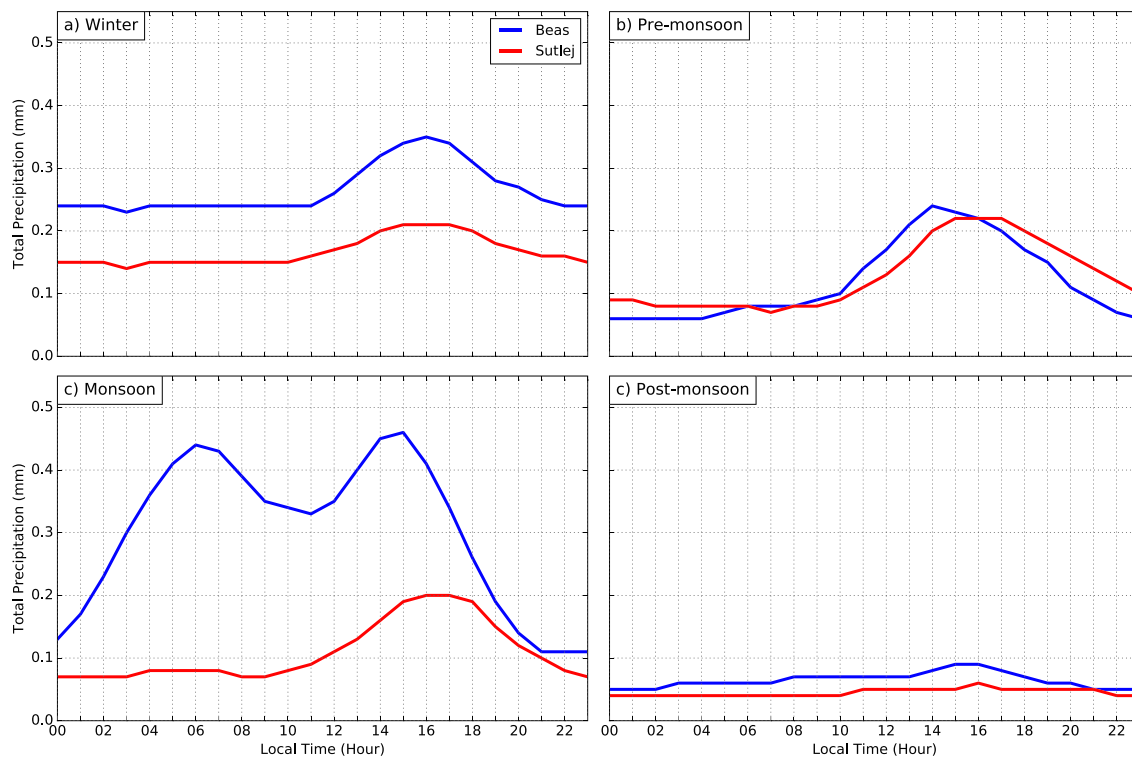 a) Winter
Beas
Sutlej
b) Pre-monsoon
0.5
0.4
0.3
0.2
0.1
0.0
Total Precipitation (mm)
c) Monsoon
c) Post-monsoon
0.5
0.4
0.3
0.2
0.1
0.0
Total Precipitation (mm)
00 02 04 06 08 10 12 14 16 18 20 22
Local Time (Hour)
00 02 04 06 08 10 12 14 16 18 20 22
Local Time (Hour)